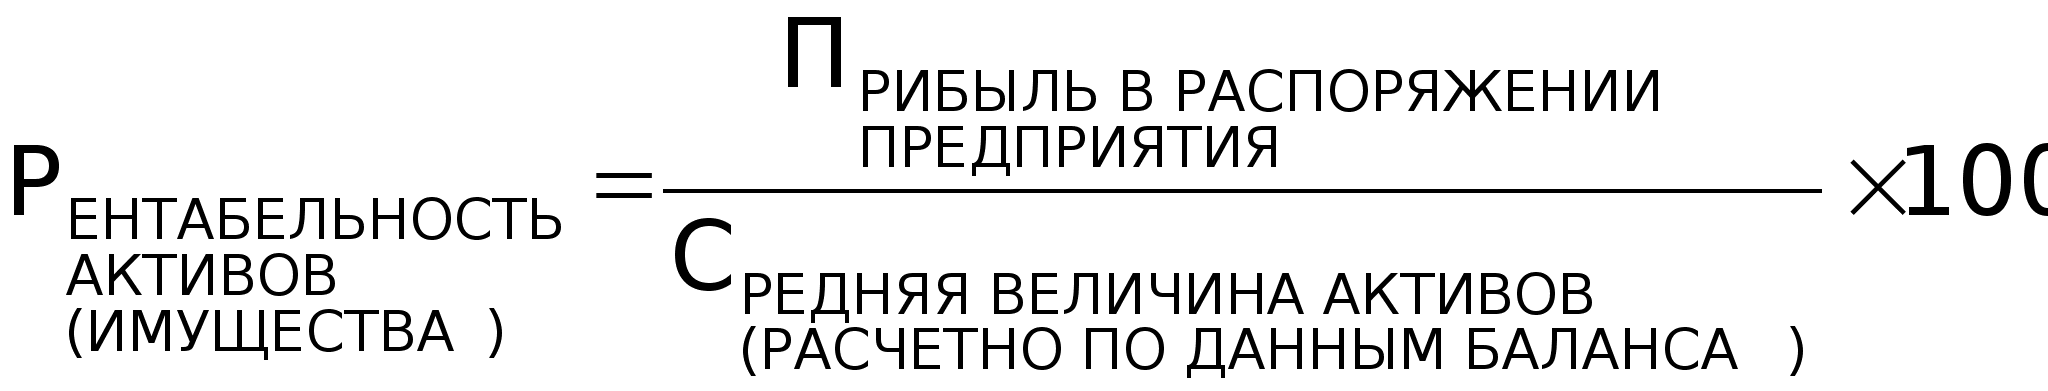 ПРИБЫЛЬ В РАСПОРЯЖЕНИИ
ПРЕДПРИЯТИЯ
РЕНТАБЕЛЬНОСТЬ
АКТИВОВ
(ИМУЩЕСТВА )
=
СРЕДНЯЯ ВЕЛИЧИНА АКТИВОВ
(РАСЧЕТНО ПО ДАННЫМ БАЛАНСА )
×100